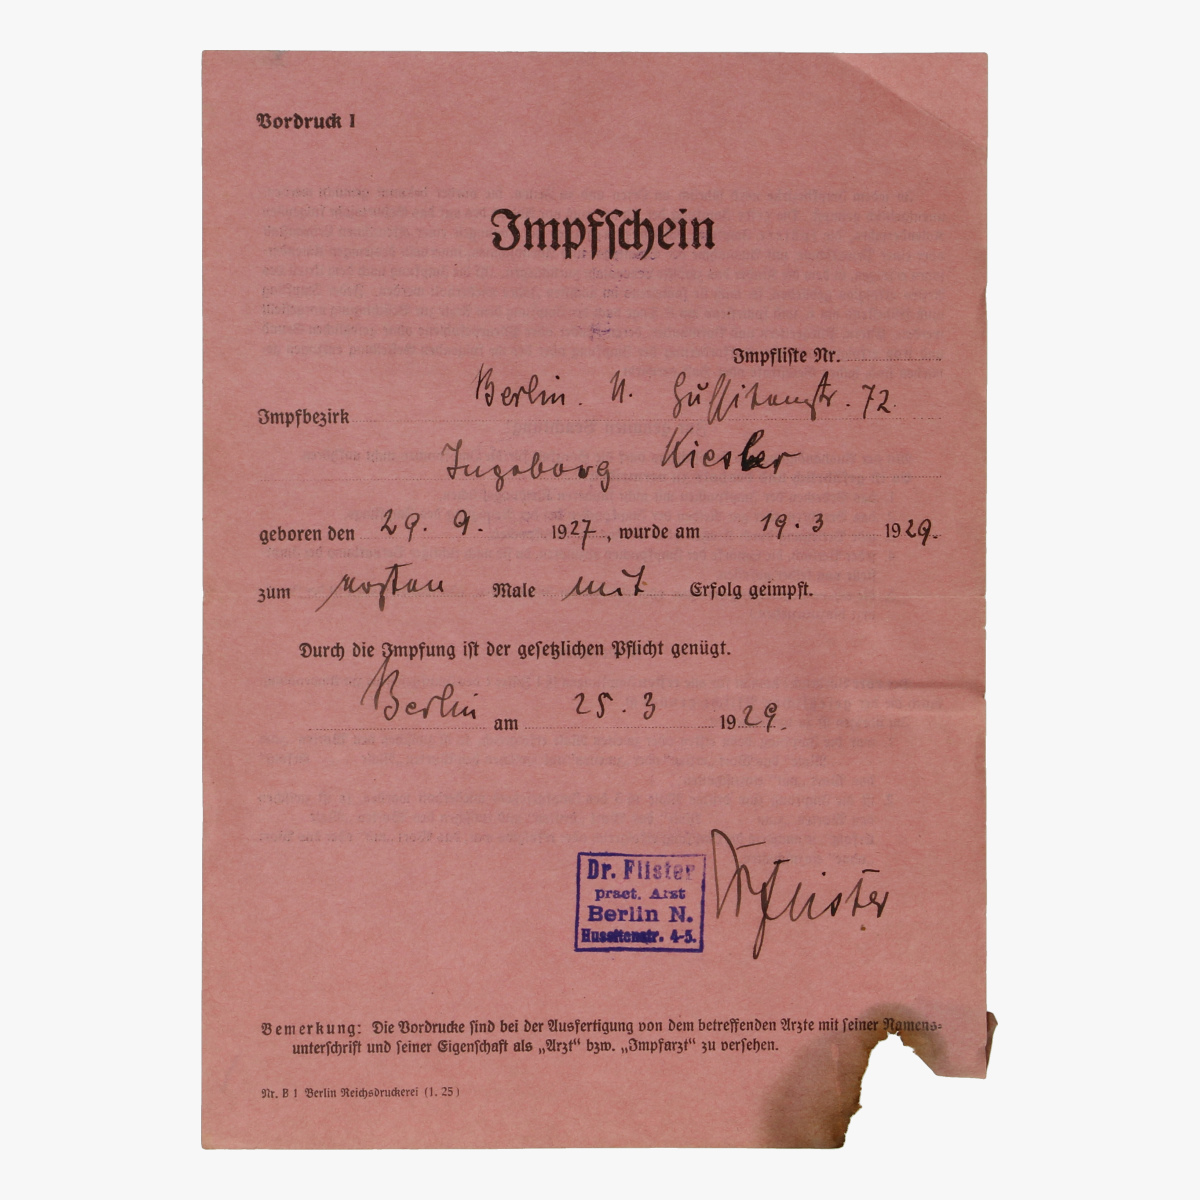 Vordruck 1
Impfschein
Impfliste Nr.
Berlin. N. Hussitenstr. 72
Impfbezirk
Ingeborg Kiesler
geboren den 29. 9. 1927, wurde am 19. 3 1929.
zum ersten Male mit Erfolg geimpft.
Durch die Impfung ist der gesetzlichen Pflicht genügt.
Berlin am 25. 3 1929.
Dr. Flister
praet. Arzt
Berlin N.
Hussitenstr. 4-5.
Dr Flister
Bemerkung: Die Vordrucke sind bei der Ausfertigung von dem betreffenden Arzte mit seiner Namens-
unterschrift und seiner Eigenschaft als „Arzt“ bzw. „Impfarzt“ zu versehen.
Nr. B 1 Berlin Reichsdruckerei (1. 25)